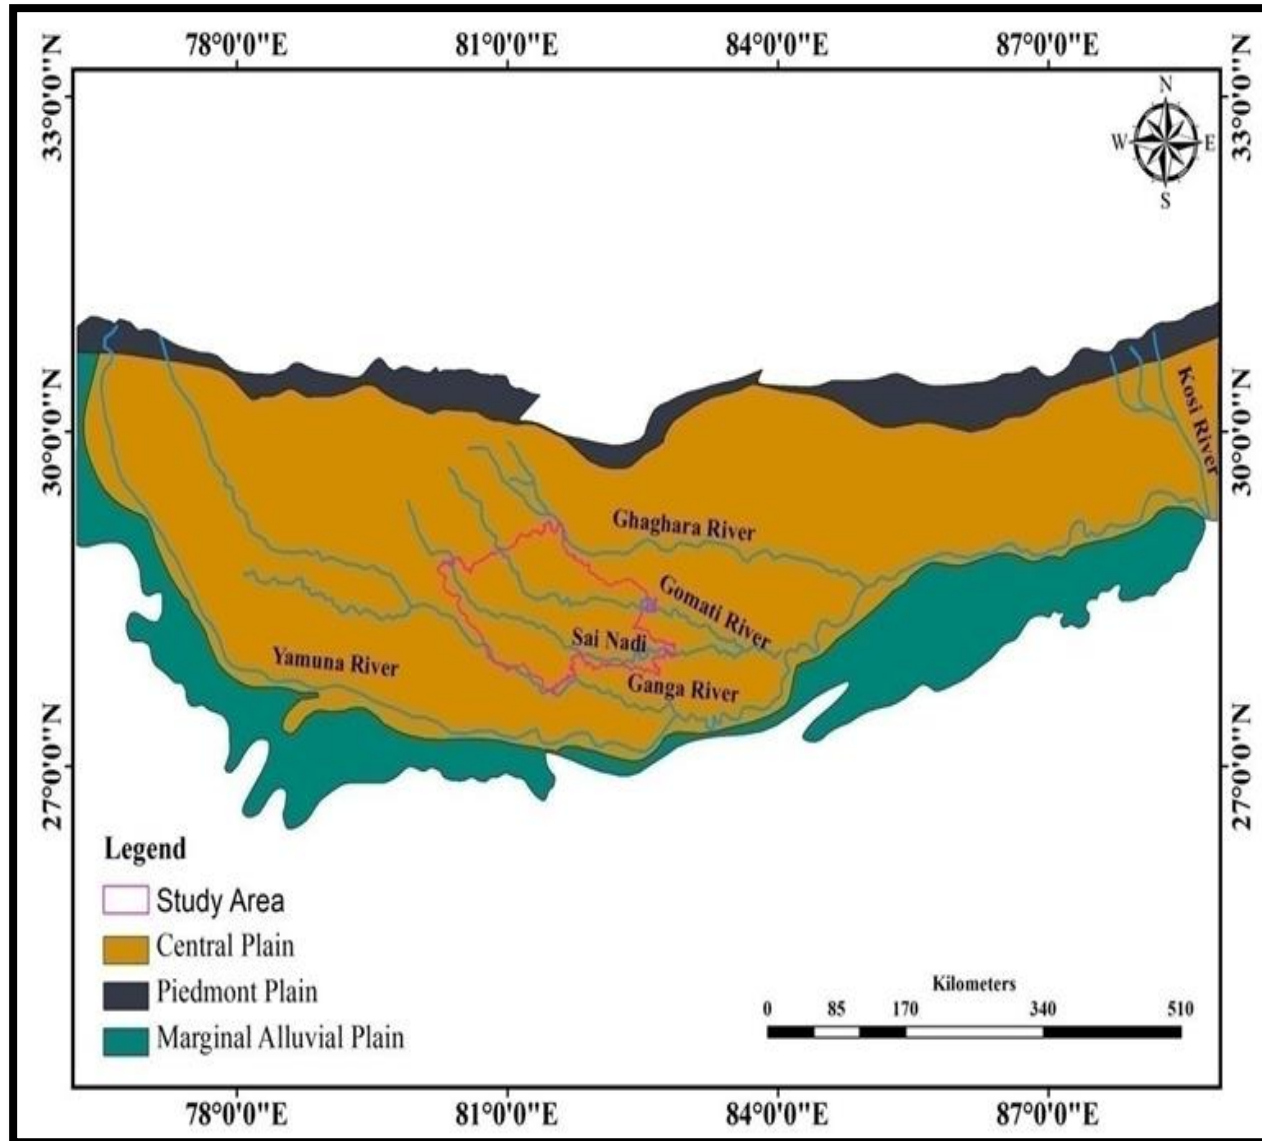 78°0'0"E 81°0'0"E 84°0'0"E 87°0'0"E
33°0'0"N
33°0'0"N
N
W E
S
30°0'0"N
30°0'0"N
Kosi River
Ghaghara River
Gomati River
Sai Nadi
Yamuna River
Ganga River
27°0'0"N
27°0'0"N
Legend
Study Area
Central Plain
Piedmont Plain
Marginal Alluvial Plain
Kilometers
0 85 170 340 510
78°0'0"E 81°0'0"E 84°0'0"E 87°0'0"E